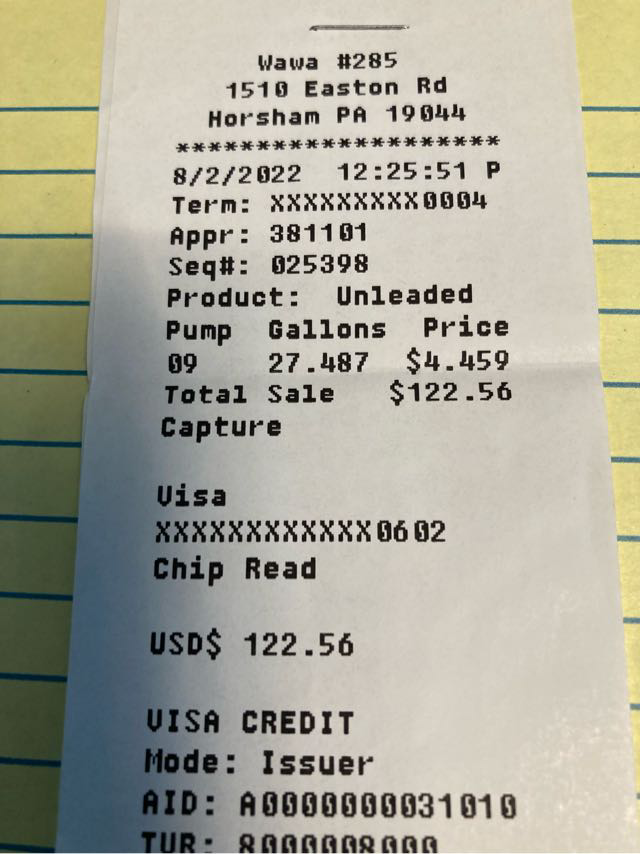 Wawa #285
1510 Easton Rd
Horsham PA 19044
********************
8/2/2022 12:25:51 P
Term: XXXXXXXXX0004
Appr: 381101
Seq#: 025398
Product: Unleaded
Pump Gallons Price
09 27.487 $4.459
Total Sale $122.56
Capture
Visa
XXXXXXXXXXXX0602
Chip Read
USD$ 122.56
VISA CREDIT
Mode: Issuer
AID: A0000000031010
TVR: 8000008000